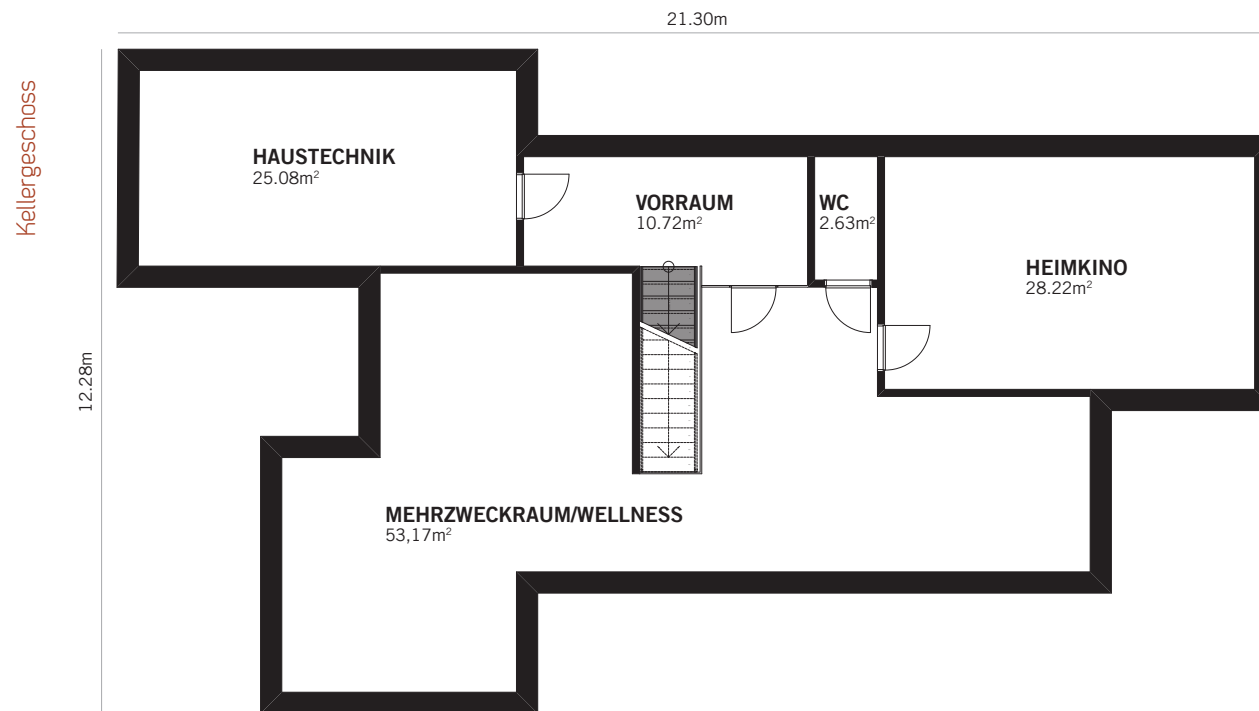 21.30m
Kellergeschoss
HAUSTECHNIK
25.08m²
VORRAUM
10.72m²
WC
2.63m²
HEIMKINO
28.22m²
12.28m
MEHRZWECKRAUM/WELLNESS
53,17m²